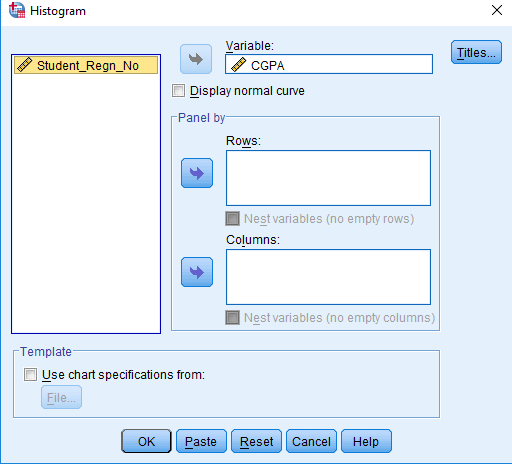 Histogram
Student_Regn_No
Variable:
CGPA
Titles...
Display normal curve
Panel by
Rows:
Nest variables (no empty rows)
Columns:
Nest variables (no empty columns)
Template
Use chart specifications from:
File...
OK Paste Reset Cancel Help